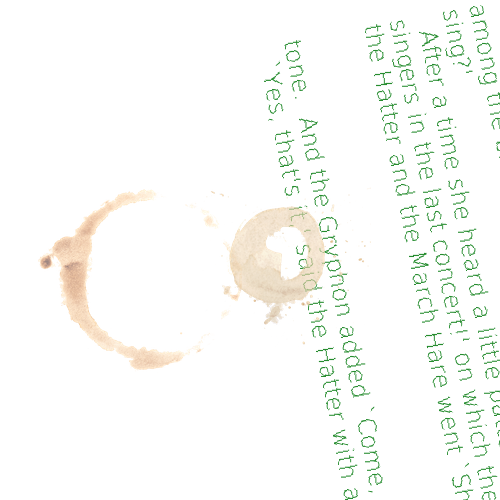 among the
sing?'
After a time she heard a little
singers in the last concert!' on which the
the Hatter and the March Hare went
tone. And the Gryphon added `Come,
`Yes, that's it,' said the Hatter with a